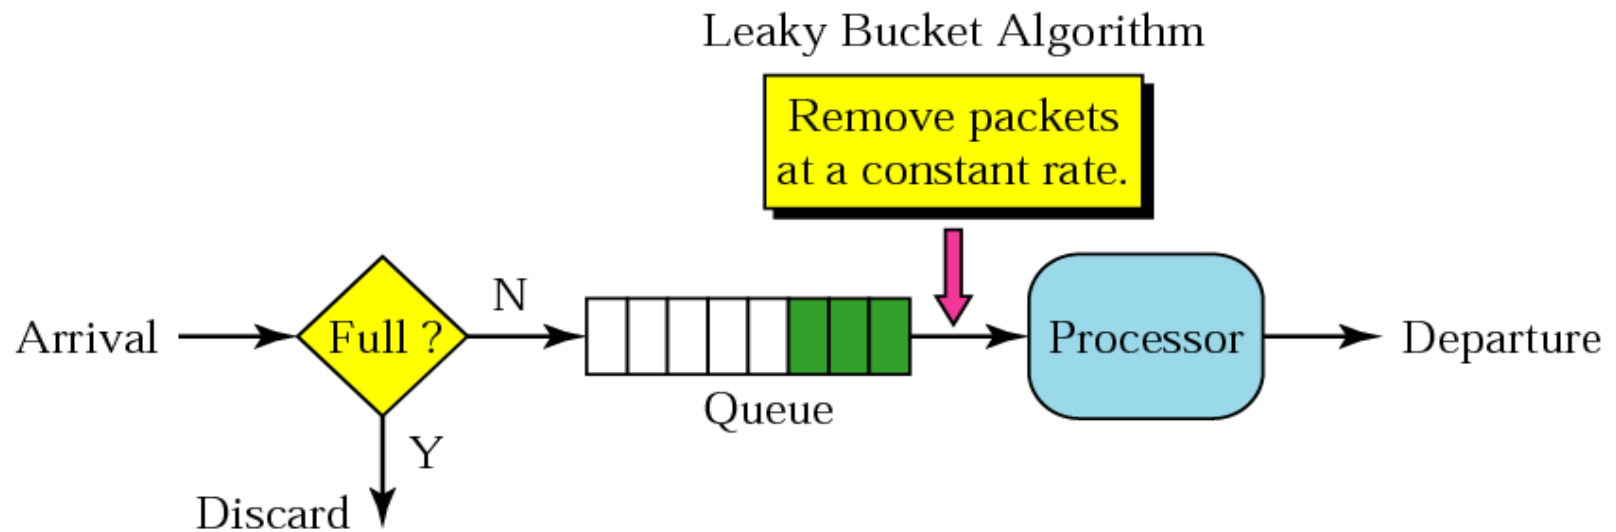 Leaky Bucket Algorithm
Remove packets
at a constant rate.
Arrival
Full ?
N
Queue
Processor
Departure
Y
Discard